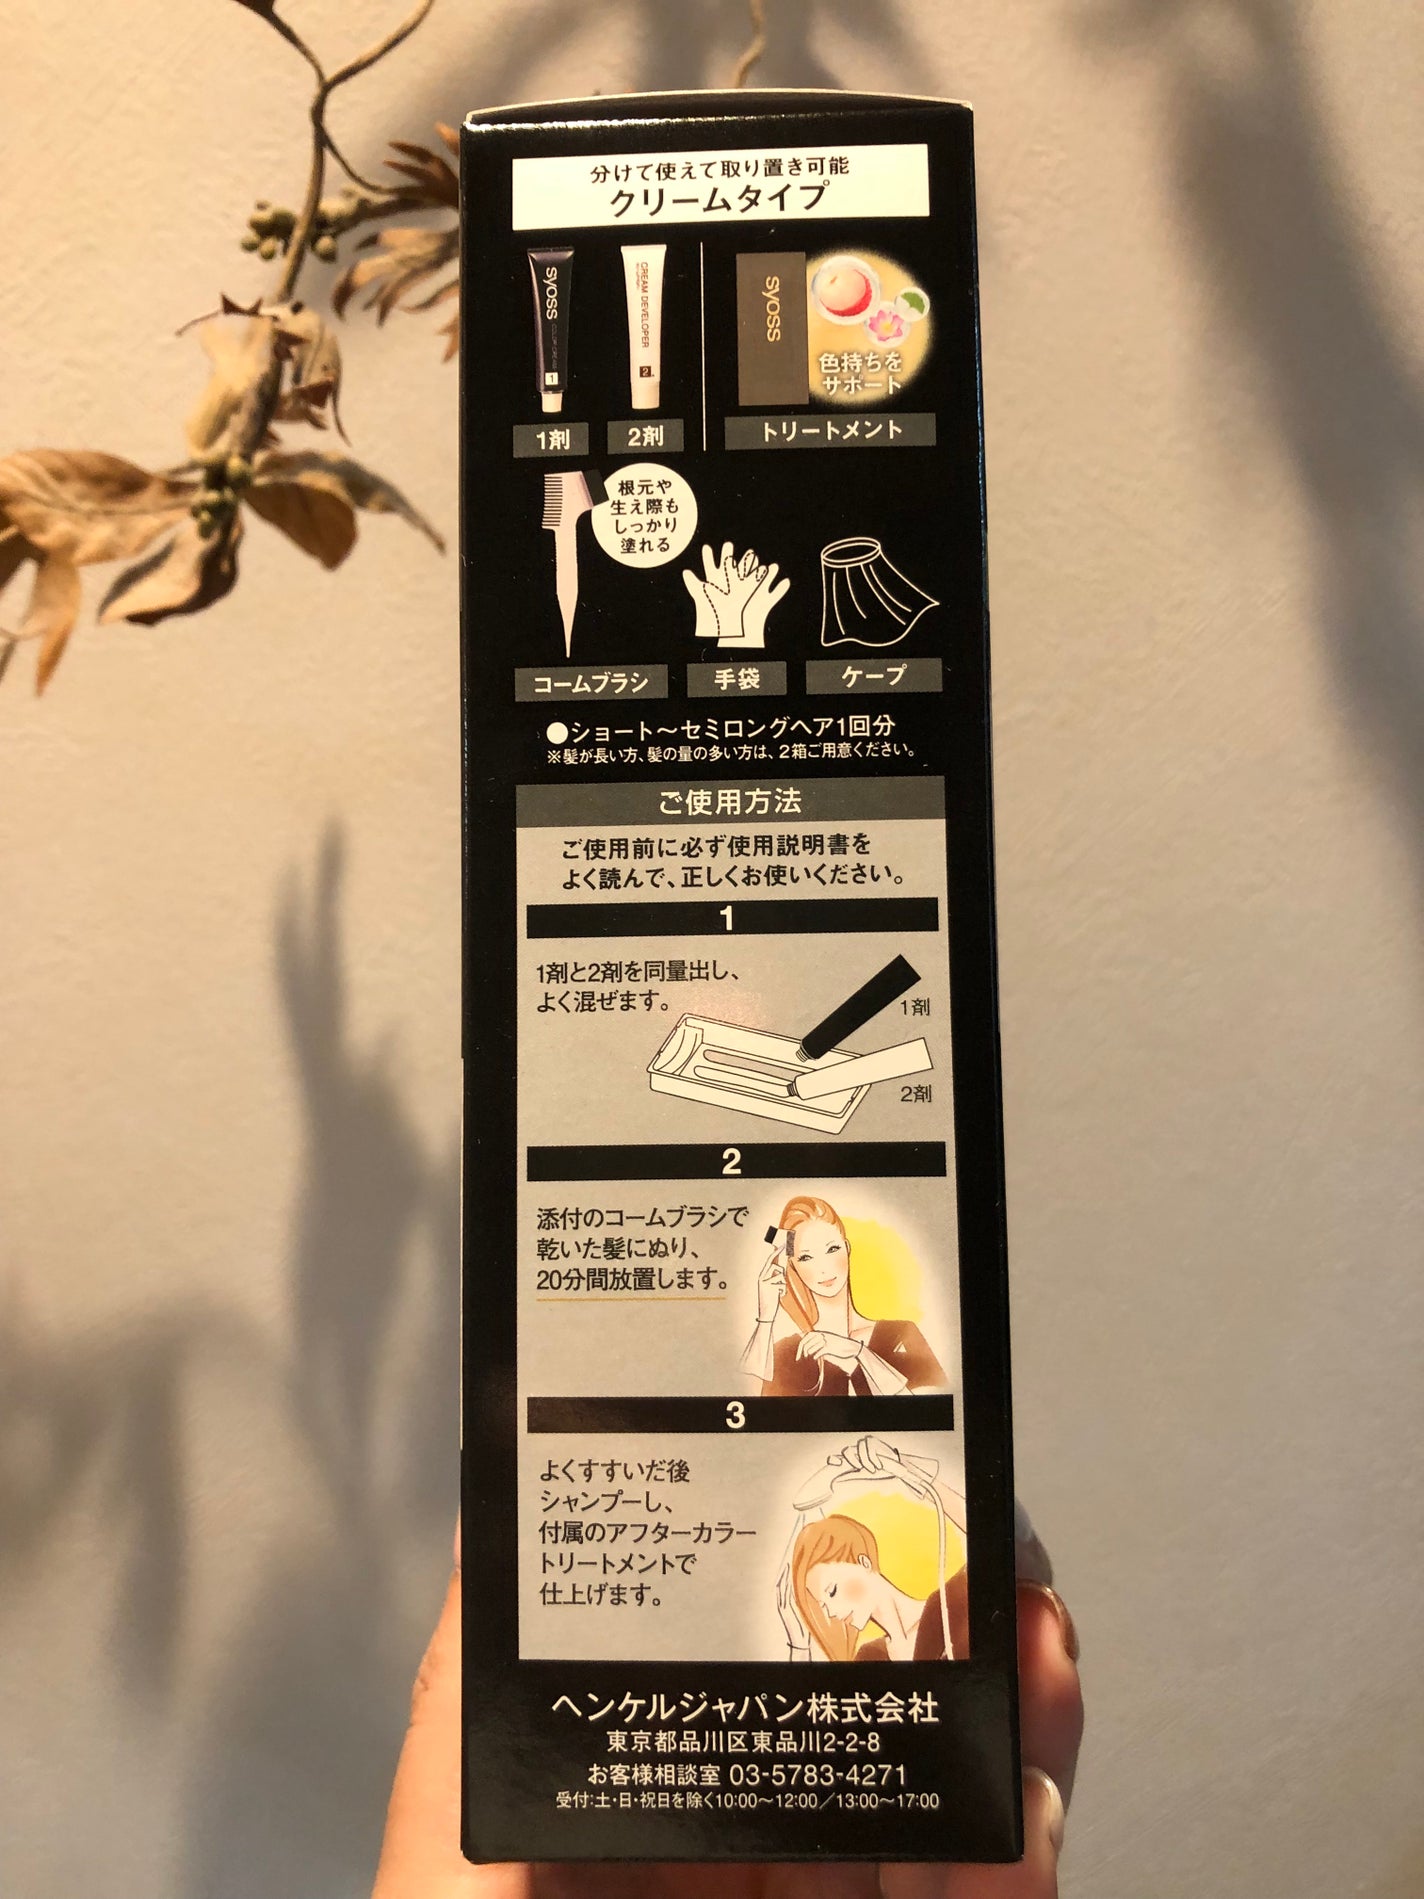 分けて使えて取り置き可能
クリームタイプ
syoss
1
CREAM DEVELOPER
2
syoss
色持ちを
サポート
1剤
2剤
トリートメント
根元や
生え際も
しっかり
塗れる
コームブラシ
手袋
ケープ
●ショート〜セミロングヘア1回分
※髪が長い方、髪の量の多い方は、2箱ご用意ください。
ご使用方法
ご使用前に必ず使用説明書を
よく読んで、正しくお使いください。
1
1剤と2剤を同量出し、
よく混ぜます。
1剤
2剤
2
添付のコームブラシで
乾いた髪にぬり、
20分間放置します。
3
よくすすいだ後
シャンプーし、
付属のアフターカラー
トリートメントで
仕上げます。
ヘンケルジャパン株式会社
東京都品川区東品川2-2-8
お客様相談室 03-5783-4271
受付:土・日・祝日を除く10:00〜12:00／13:00〜17:00